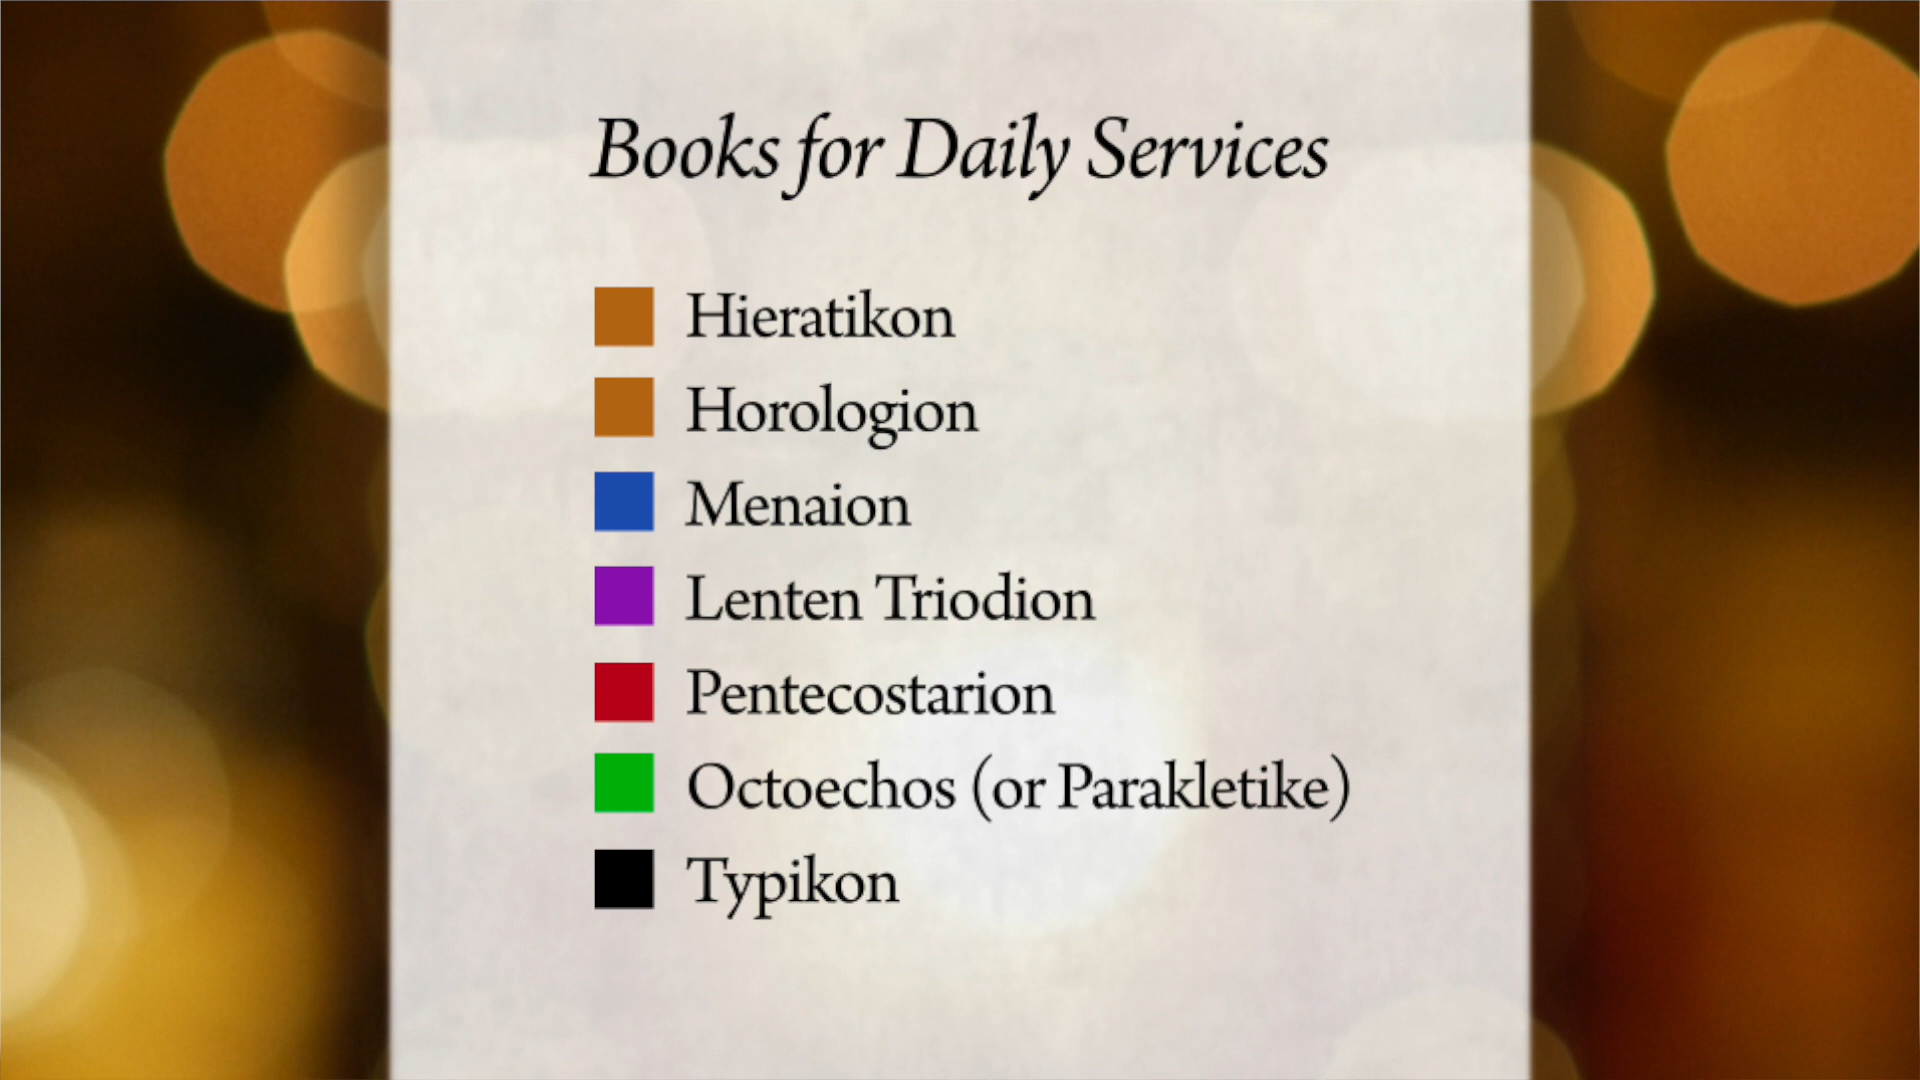 Books for Daily Services
Hieratikon
Horologion
Menaion
Lenten Triodion
Pentecostarion
Octoechos (or Parakletike)
Typikon